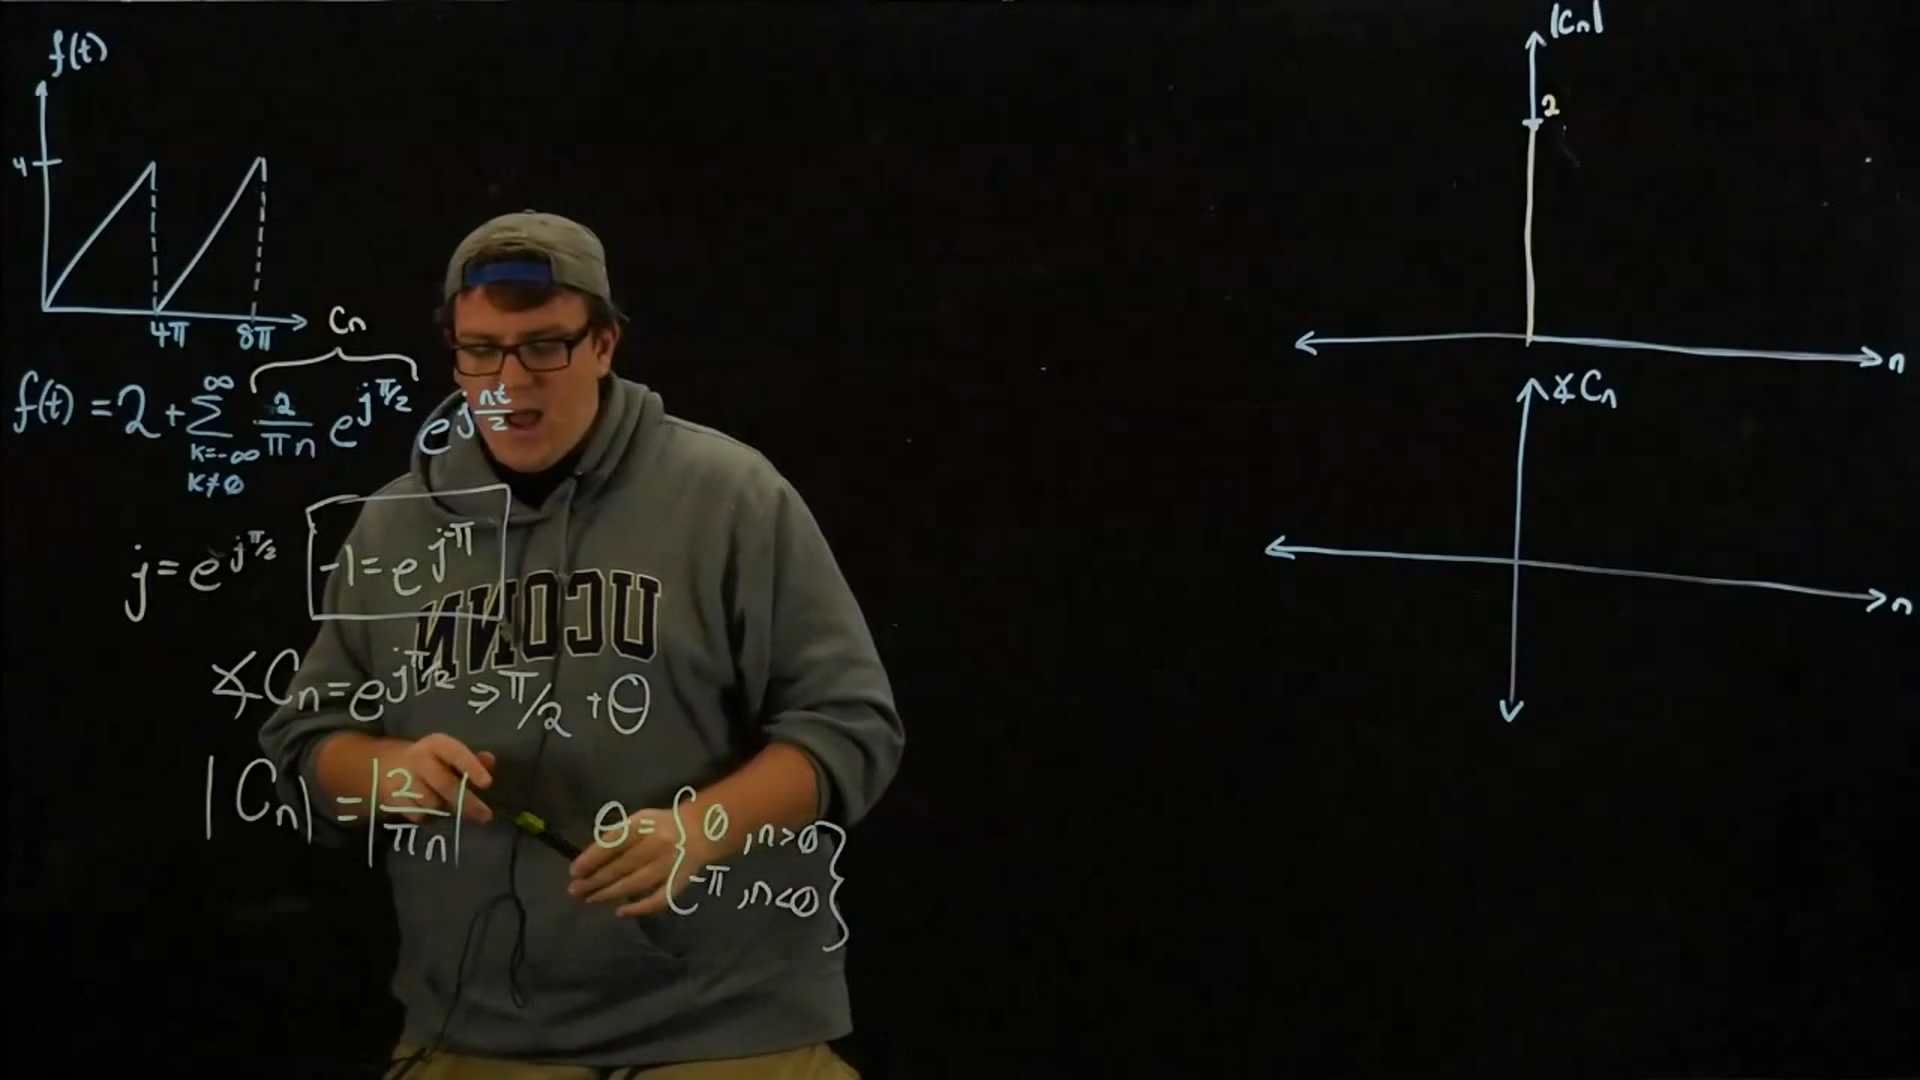 f(t)
4
4π 8π
Cn
f(t) = 2 + ∞ Σ k=-∞ k≠0 2/πn e^jπ/2 e^j nt/2
j = e^jπ/2
-1 = e^j-π
∡Cn = e^jπ/2 ⇒ π/2 + θ
|Cn| = |2/πn|
θ = { 0, n>0
-π, n<0 }
UCONN
|Cn|
2
n
∡Cn
n